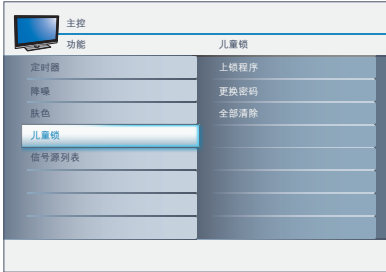 主控
功能 儿童锁
定时器 上锁程序
降噪 更换密码
肤色 全部清除
儿童锁
信号源列表